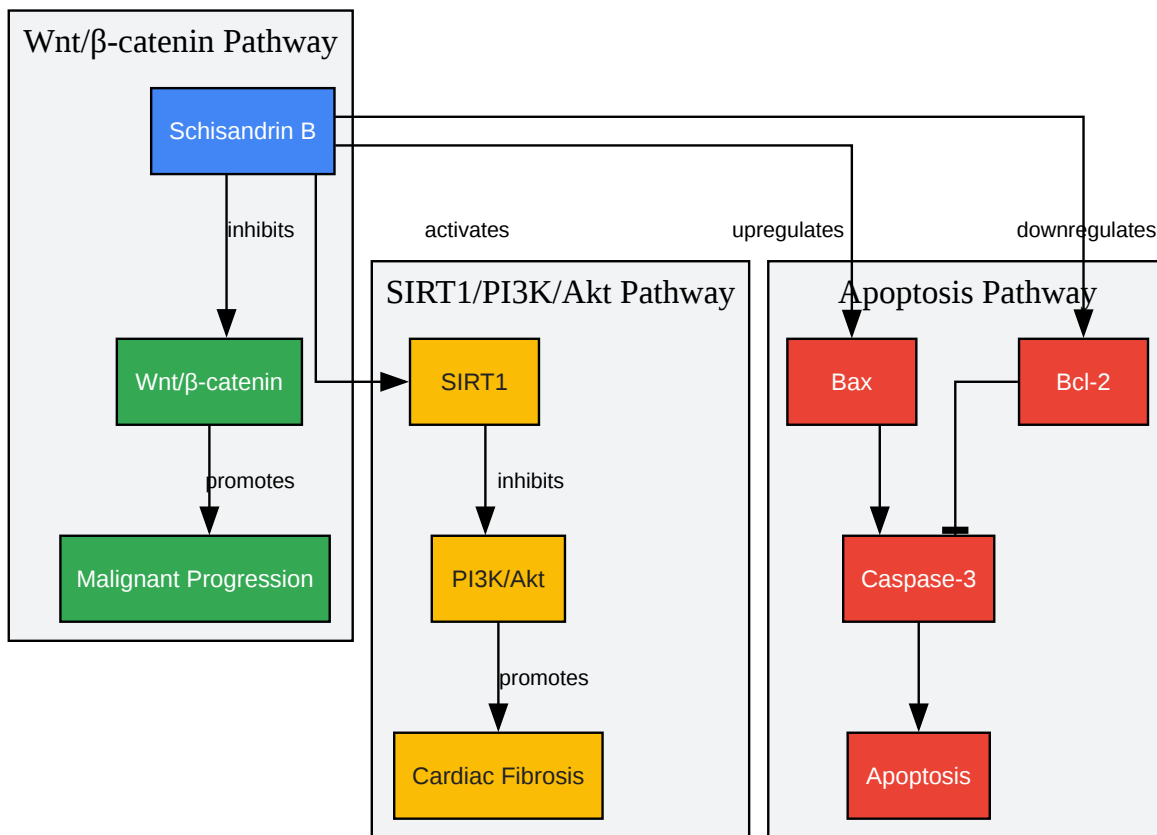 Wnt/β-catenin Pathway
Schisandrin B
inhibits
activates
upregulates
downregulates
SIRT1/PI3K/Akt Pathway
Apoptosis Pathway
Wnt/β-catenin
SIRT1
Bax
Bcl-2
promotes
inhibits
Malignant Progression
PI3K/Akt
Caspase-3
promotes
Cardiac Fibrosis
Apoptosis